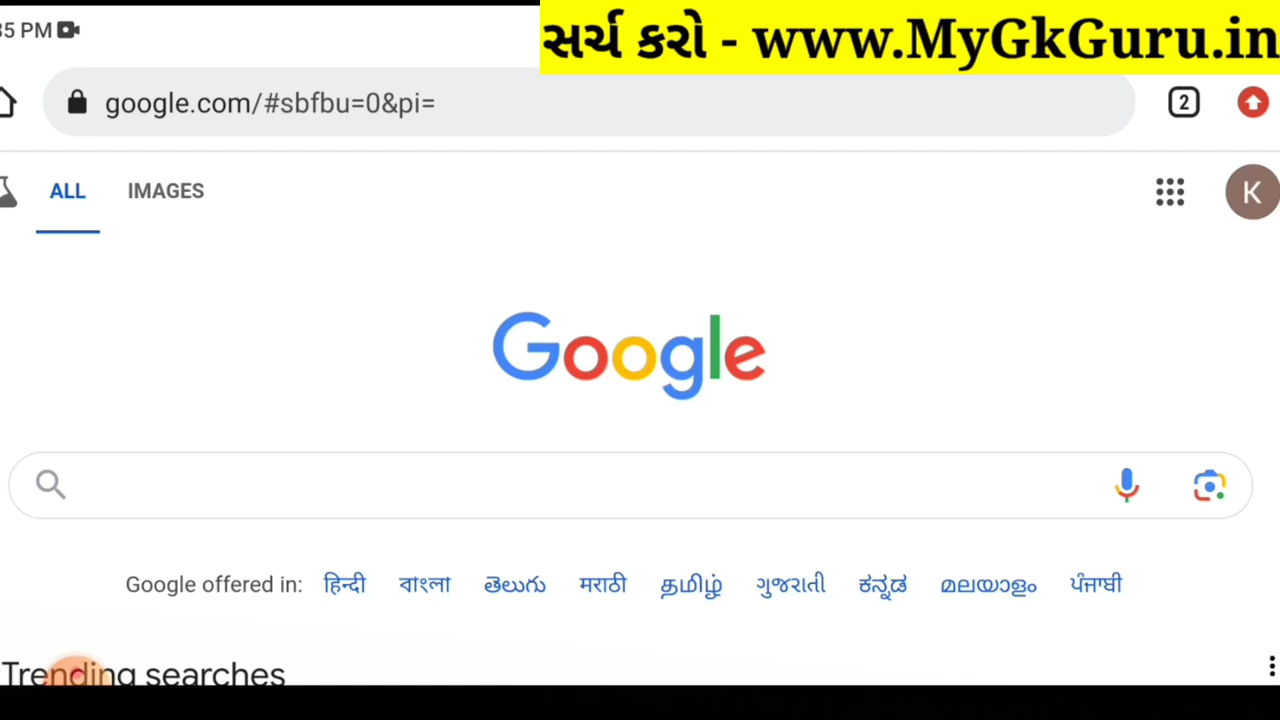 35 PM
સર્ચ કરો - www.MyGkGuru.in
google.com/#sbfbu=0&pi=
2
ALL IMAGES
K
Google
Google offered in: हिन्दी বাংলা తెలుగు मराठी தமிழ் ગુજરાતી ಕನ್ನಡ മലയാളം ਪੰਜਾਬੀ
Trending searches